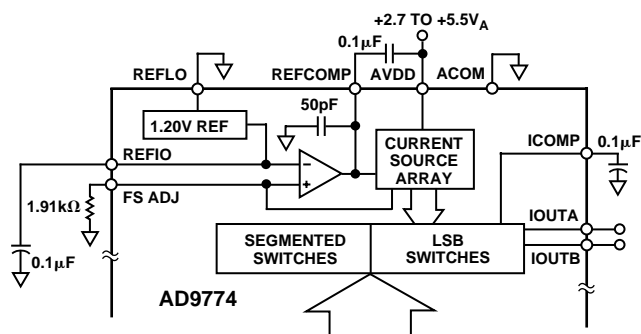 +2.7 TO +5.5VA
0.1µF
REFLO
REFCOMP
AVDD
ACOM
50pF
1.20V REF
CURRENT
SOURCE
ARRAY
ICOMP
0.1µF
REFIO
–
+
FS ADJ
1.91kΩ
IOUTA
IOUTB
SEGMENTED
SWITCHES
LSB
SWITCHES
0.1µF
AD9774